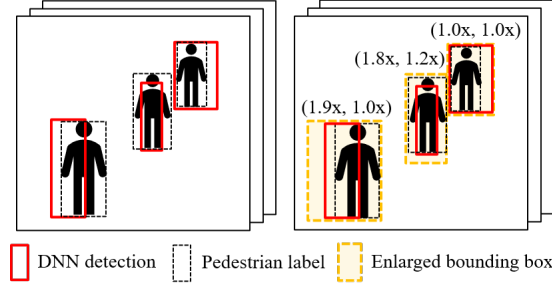 (1.0x, 1.0x)
(1.8x, 1.2x)
(1.9x, 1.0x)
DNN detection
Pedestrian label
Enlarged bounding box